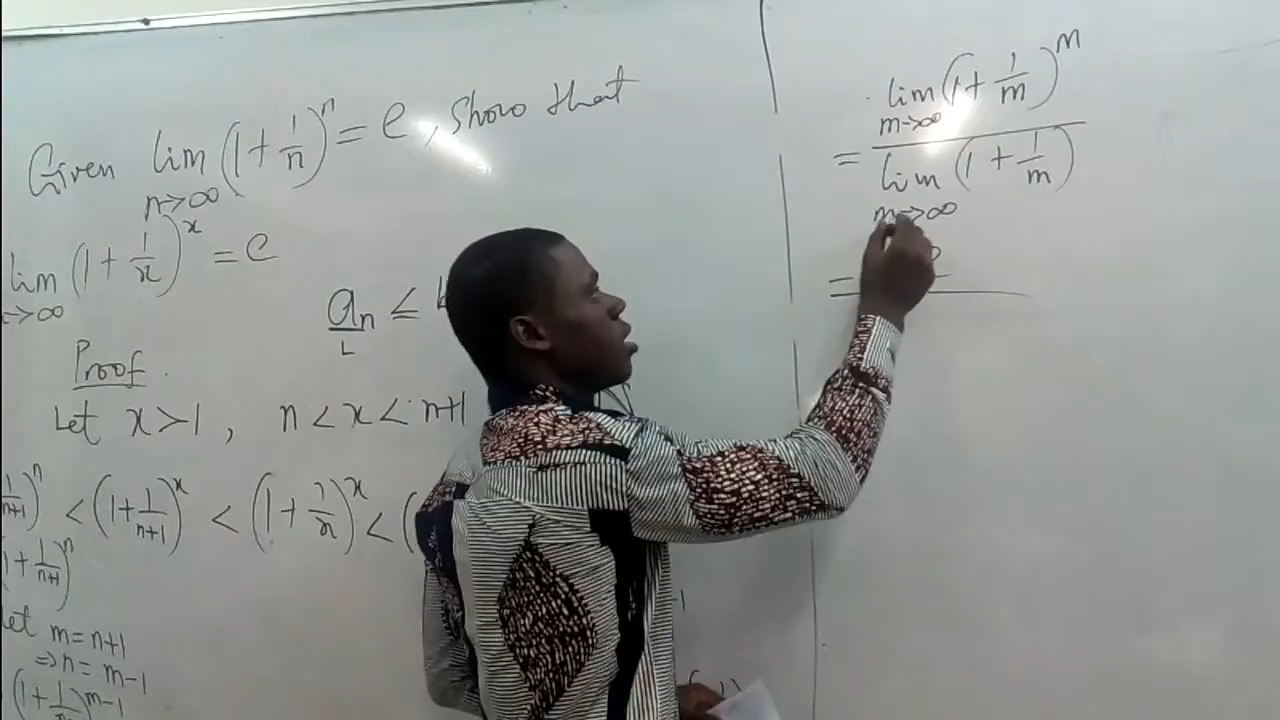 Given lim (1 + 1/n)^n = e, Show that
n→∞
lim (1 + 1/x)^x = e
→∞
a_n ≤
L
Proof.
Let x > 1, n < x < n+1
1/n+1)^n < (1 + 1/n+1)^x < (1 + 1/x)^x < (
1 + 1/n+1)^n
Let m = n+1
⇒ n = m-1
(1 + 1/m)^m-1
lim (1 + 1/m)^m
m→∞
=
lim (1 + 1/m)
m→∞
=